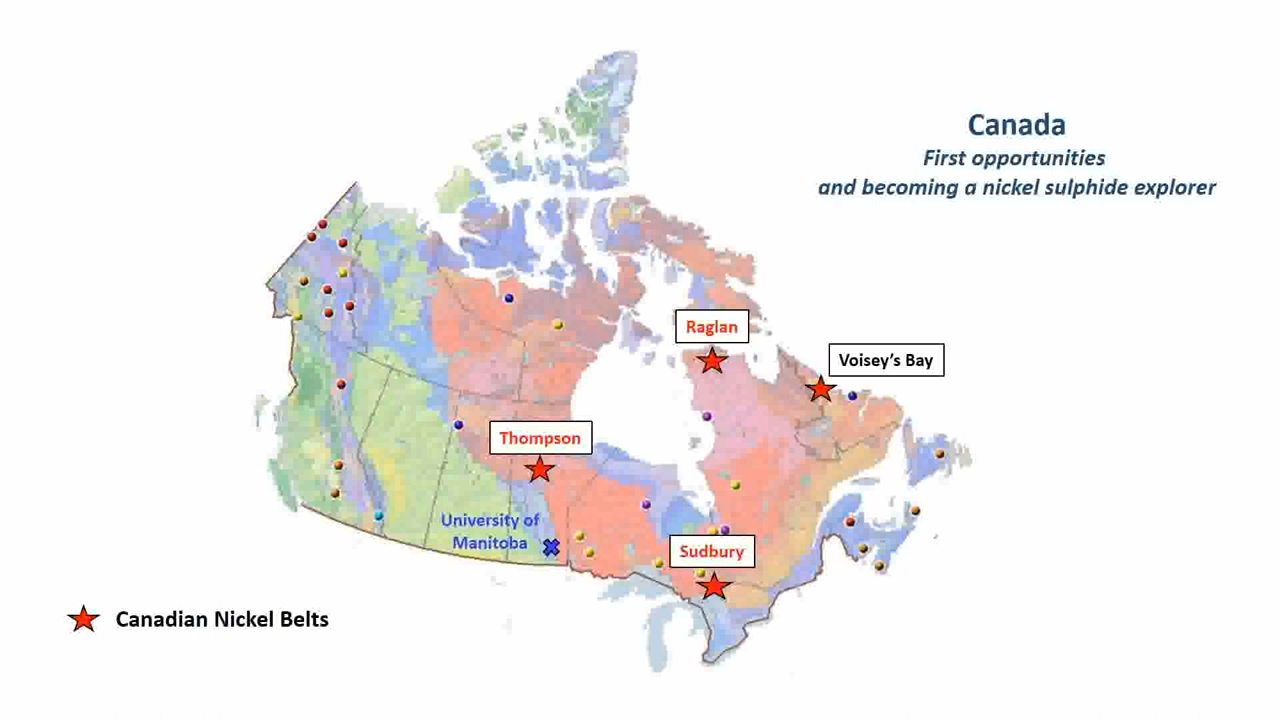 Canada
First opportunities
and becoming a nickel sulphide explorer
Raglan
Voisey's Bay
Thompson
University of
Manitoba
Sudbury
Canadian Nickel Belts